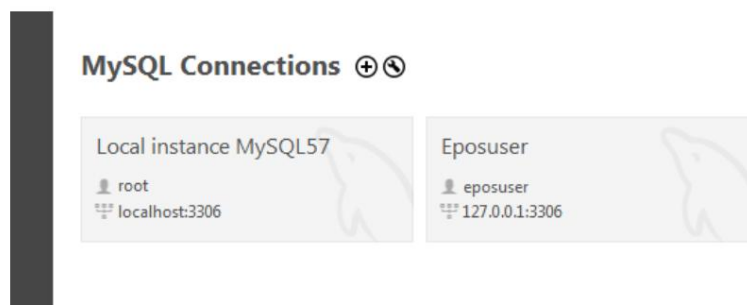 MySQL Connections
Local instance MySQL57
root
localhost:3306
Eposuser
eposuser
127.0.0.1:3306